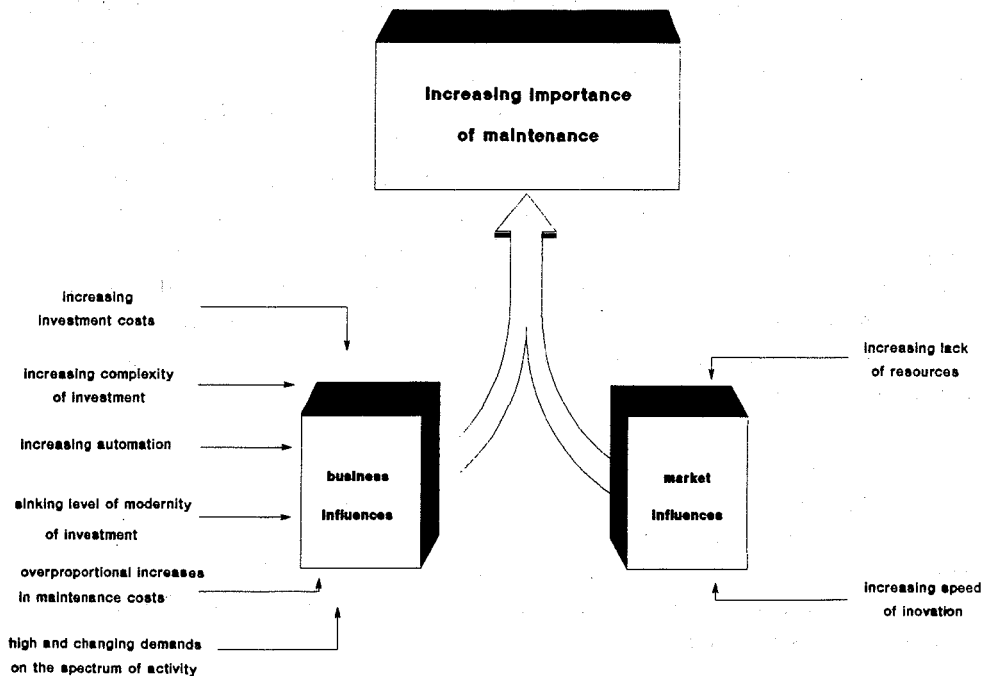 increasing importance
of maintenance
increasing
investment costs
increasing complexity
of investment
increasing automation
sinking level of modernity
of investment
overproportional increases
in maintenance costs
high and changing demands
on the spectrum of activity
business
influences
market
influences
increasing lack
of resources
increasing speed
of inovation